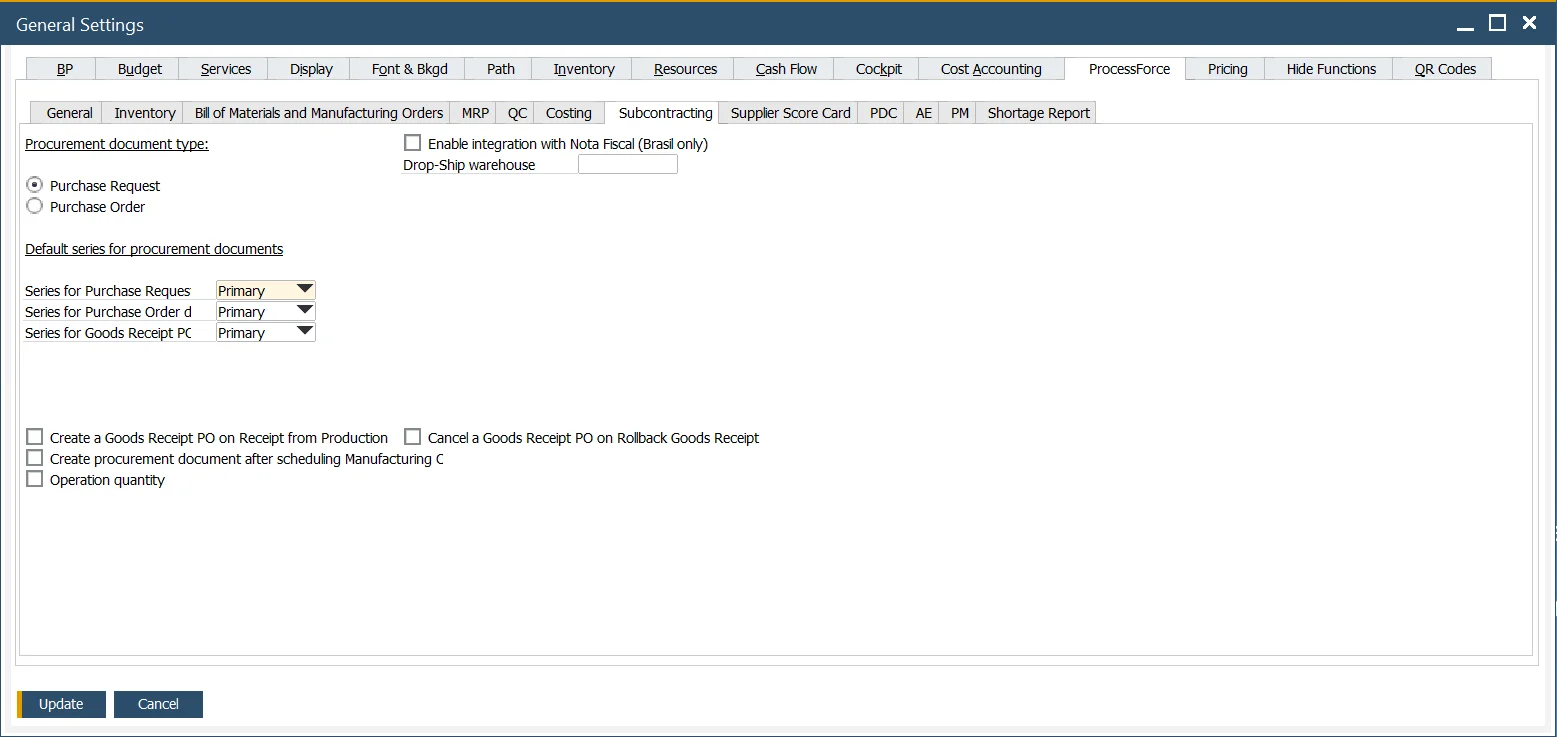 General Settings
BP Budget Services Display Font & Bkgd Path Inventory Resources Cash Flow Cockpit Cost Accounting ProcessForce Pricing Hide Functions QR Codes
General Inventory Bill of Materials and Manufacturing Orders MRP QC Costing Subcontracting Supplier Score Card PDC AE PM Shortage Report
Procurement document type: Enable integration with Nota Fiscal (Brasil only)
Drop-Ship warehouse
Purchase Request
Purchase Order
Default series for procurement documents
Series for Purchase Reques Primary
Series for Purchase Order d Primary
Series for Goods Receipt PO Primary
Create a Goods Receipt PO on Receipt from Production Cancel a Goods Receipt PO on Rollback Goods Receipt
Create procurement document after scheduling Manufacturing C
Operation quantity
Update Cancel